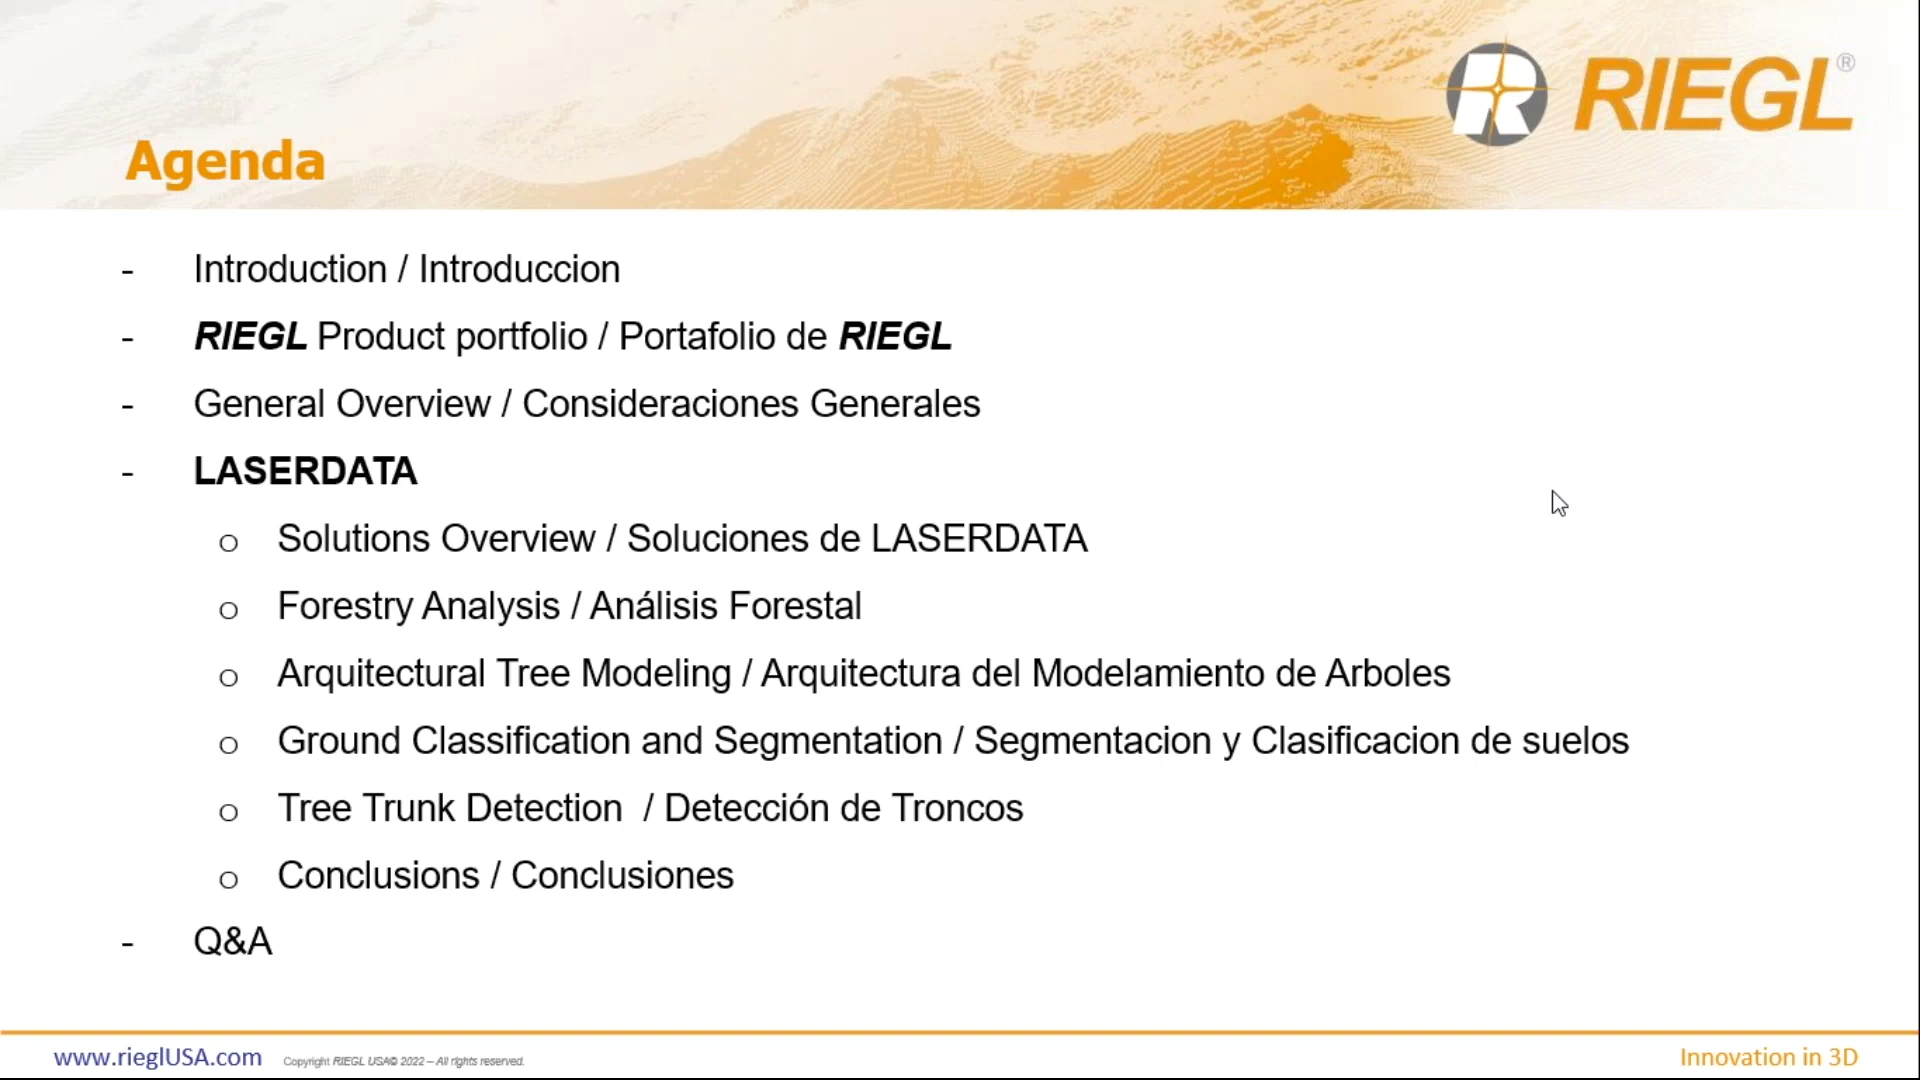 RIEGL®
Agenda
- Introduction / Introduccion
- RIEGL Product portfolio / Portafolio de RIEGL
- General Overview / Consideraciones Generales
- LASERDATA
o Solutions Overview / Soluciones de LASERDATA
o Forestry Analysis / Análisis Forestal
o Arquitectural Tree Modeling / Arquitectura del Modelamiento de Arboles
o Ground Classification and Segmentation / Segmentacion y Clasificacion de suelos
o Tree Trunk Detection / Detección de Troncos
o Conclusions / Conclusiones
- Q&A
www.rieglUSA.com Copyright RIEGL USA© 2022 – All rights reserved. Innovation in 3D